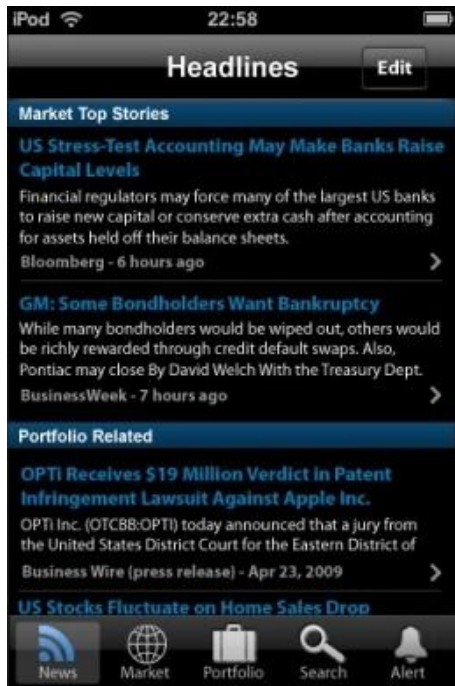 iPod 22:58
Headlines Edit
Market Top Stories
US Stress-Test Accounting May Make Banks Raise
Capital Levels
Financial regulators may force many of the largest US banks
to raise new capital or conserve extra cash after accounting
for assets held off their balance sheets.
Bloomberg - 6 hours ago
GM: Some Bondholders Want Bankruptcy
While many bondholders would be wiped out, others would
be richly rewarded through credit default swaps. Also,
Pontiac may close By David Welch With the Treasury Dept.
BusinessWeek - 7 hours ago
Portfolio Related
OPTi Receives $19 Million Verdict in Patent
Infringement Lawsuit Against Apple Inc.
OPTi Inc. (OTCBB:OPTI) today announced that a jury from
the United States District Court for the Eastern District of
Business Wire (press release) - Apr 23, 2009
US Stocks Fluctuate on Home Sales Drop
News Market Portfolio Search Alert